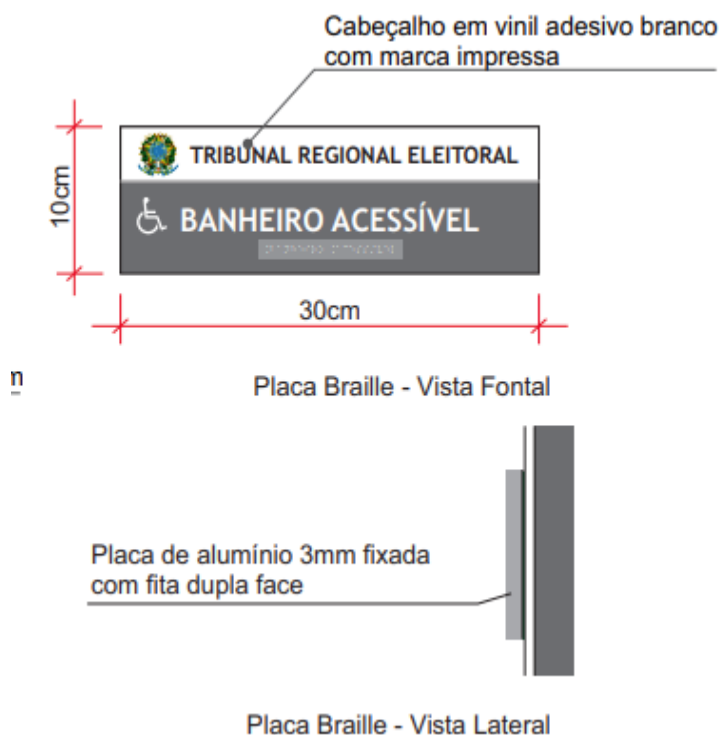 Cabeçalho em vinil adesivo branco
com marca impressa
TRIBUNAL REGIONAL ELEITORAL
10cm
BANHEIRO ACESSÍVEL
30cm
m
Placa Braille - Vista Fontal
Placa de alumínio 3mm fixada
com fita dupla face
Placa Braille - Vista Lateral